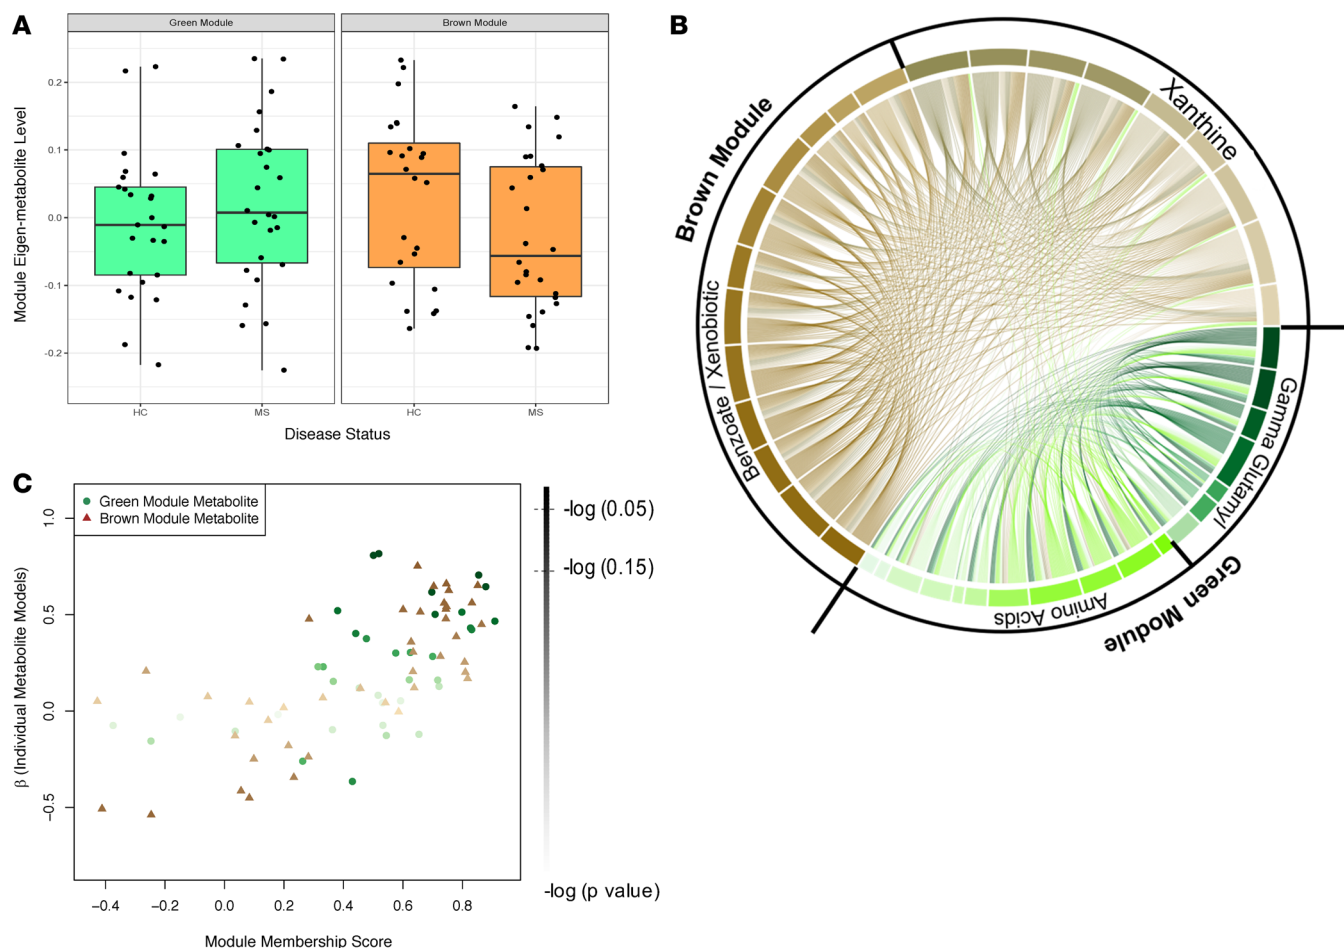 A
Green Module
Brown Module
Module Eigen-metabolite Level
0.2
0.1
0.0
-0.1
-0.2
HC
MS
HC
MS
Disease Status
B
Brown Module
Xanthine
Benzoate / Xenobiotic
Gamma Glutamyl
Amino Acids
Green Module
C
Green Module Metabolite
Brown Module Metabolite
β (Individual Metabolite Models)
1.0
0.5
0.0
−0.5
−0.4
−0.2
0.0
0.2
0.4
0.6
0.8
Module Membership Score
-log (0.05)
-log (0.15)
-log (p value)